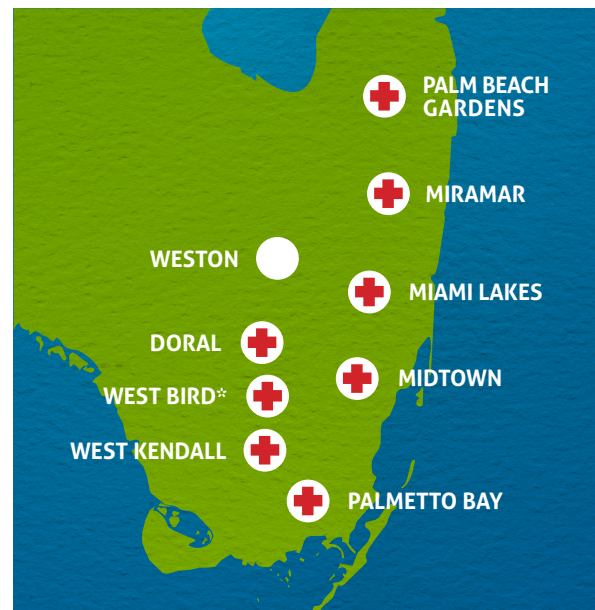 PALM BEACH
GARDENS
MIRAMAR
WESTON
MIAMI LAKES
DORAL
MIDTOWN
WEST BIRD*
WEST KENDALL
PALMETTO BAY